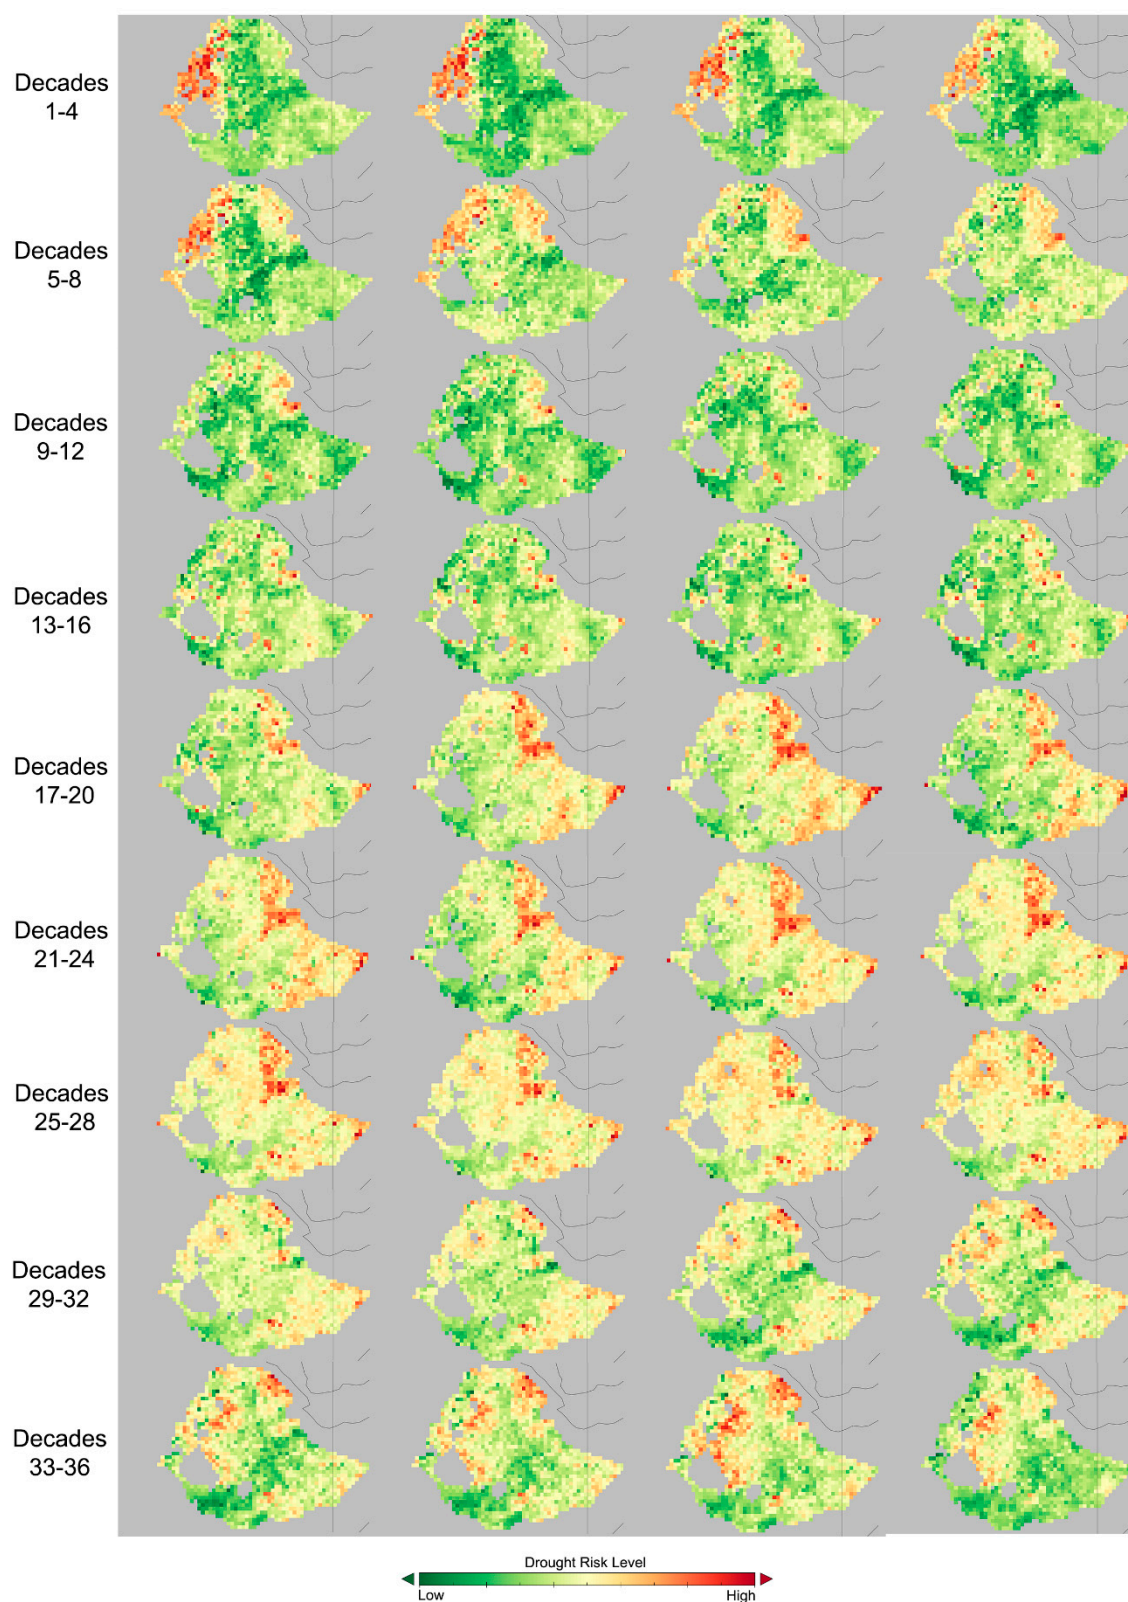 Decades
1-4
Decades
5-8
Decades
9-12
Decades
13-16
Decades
17-20
Decades
21-24
Decades
25-28
Decades
29-32
Decades
33-36
Drought Risk Level
Low High